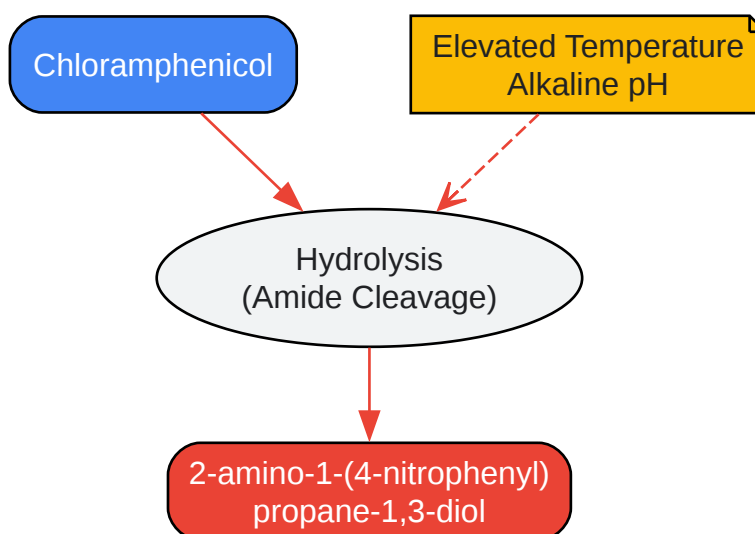 Chloramphenicol
Elevated Temperature
Alkaline pH
Hydrolysis
(Amide Cleavage)
2-amino-1-(4-nitrophenyl)
propane-1,3-diol